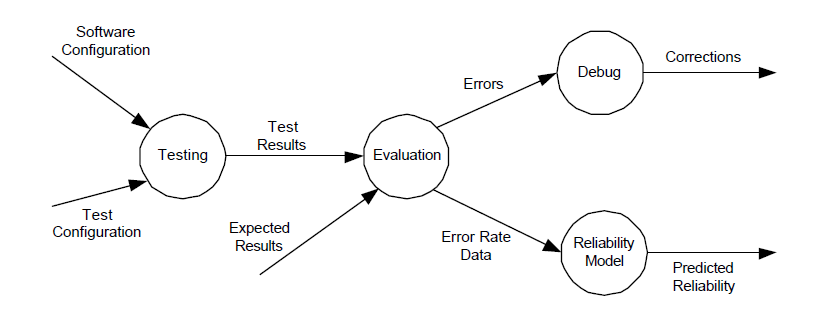 Software
Configuration
Testing
Test
Configuration
Test
Results
Evaluation
Expected
Results
Errors
Debug
Corrections
Error Rate
Data
Reliability
Model
Predicted
Reliability